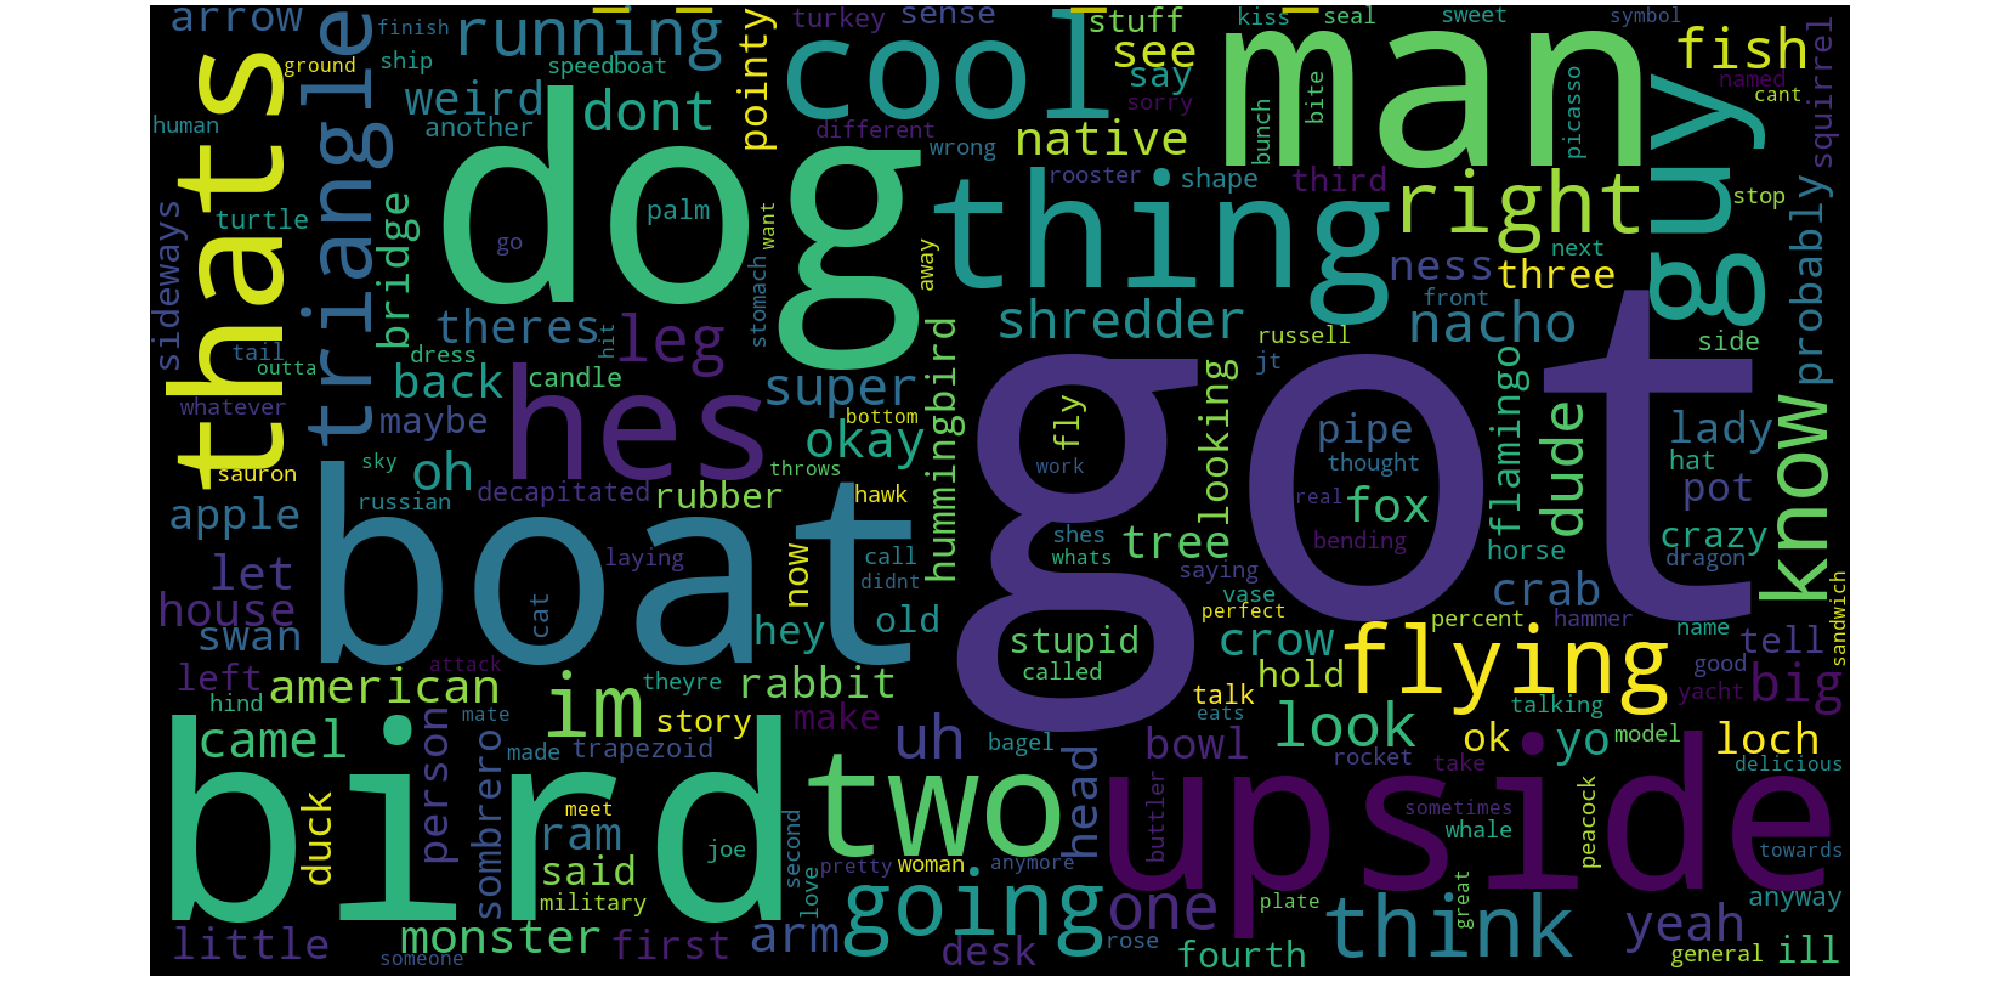 arrow
finish
running
turkey
sense
stuff
kiss
seal
sweet
symbol
ground
ship
speedboat
pointy
cool
see
say
man
fish
squirrel
thats
triangle
weird
dont
sorry
bite
guy
named
cant
human
another
dog
different
native
bunch
picasso
wrong
sideways
turtle
bridge
palm
go
want
rooster
shape
third
right
stop
probably
thing
away
next
ness
three
stomach
theres
leg
hit
shredder
front
nacho
russell
side
tail
outta
dress
back
hes
candle
super
hummingbird
jt
looking
flamingo
whatever
maybe
bottom
okay
fly
got
pipe
dude
lady
know
sauron
sky
oh
throws
work
thought
hat
apple
russian
decapitated
rubber
hawk
real
fox
pot
boat
tree
shes
whats
bending
horse
crazy
dragon
let
laying
now
call
didnt
saying
vase
crab
house
cat
old
perfect
percent
hammer
name
sandwich
swan
hey
stupid
crow
flying
tell
left
attack
american
theyre
rabbit
called
hold
good
yacht
big
hind
im
mate
story
make
talk
eats
talking
camel
person
sombrero
made
trapezoid
uh
bagel
head
bowl
look
ok
yo
model
loch
bird
two
rocket
take
upside
delicious
duck
meet
ram
joe
second
buttler
sometimes
whale
peacock
towards
said
pretty
woman
anymore
military
love
going
one
plate
great
think
anyway
little
monster
first
arm
desk
rose
fourth
yeah
general
ill
someone